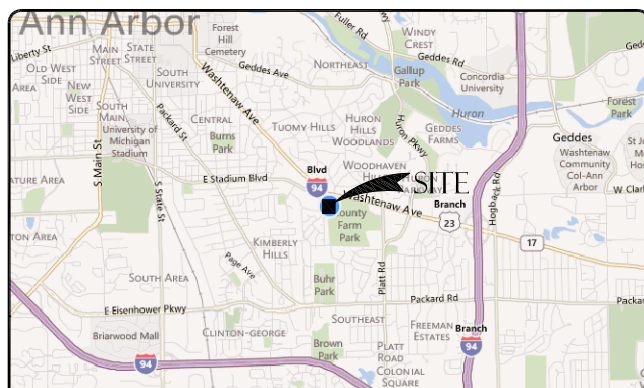 Ann Arbor
Forest
Hill
Cemetery
Fuller Rd
WINDY
CREST
Geddes Rd
Liberty St
MAIN
STREET
STATE
STREET
Geddes Ave
NORTHEAST
Gallup
Park
Concordia
University
OLD WEST
SIDE
SOUTH
UNIVERSITY
Washtenaw Ave
AREA
NEW
WEST
SIDE
Packard St
Huron
Forest
Park
SOUTH
MAIN
CENTRAL
Burns
Park
TUOMY HILLS
HURON
HILLS
WOODLANDS
Huron Pkwy
GEDDES
FARMS
Geddes
University of
Michigan
Stadium
Washtenaw
Community
Col-Ann
Arbor
St J
S Main St
E Stadium Blvd
Blvd
94
WOODHAVEN
SITE
Washtenaw Ave
Branch
23
Hogback Rd
W Cla
S State St
17
County
Farm
Park
KIMBERLY
HILLS
Page Ave
Platt Rd
SOUTH AREA
Buhr
Park
Packard Rd
E Eisenhower Pkwy
SOUTHEAST
FREEMAN
ESTATES
Branch
94
Briarwood Mall
CLINTON-GEORGE
Brown
Park
PLATT
ROAD
COLONIAL
SQUARE
94